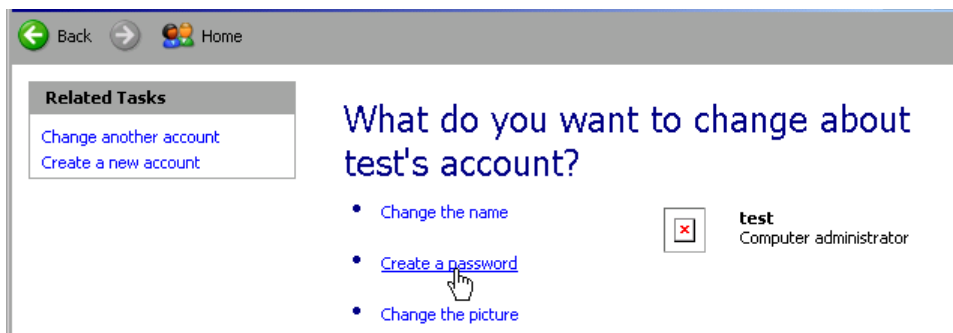 Back
Home
Related Tasks
Change another account
Create a new account
What do you want to change about
test's account?
Change the name
Create a password
Change the picture
test
Computer administrator